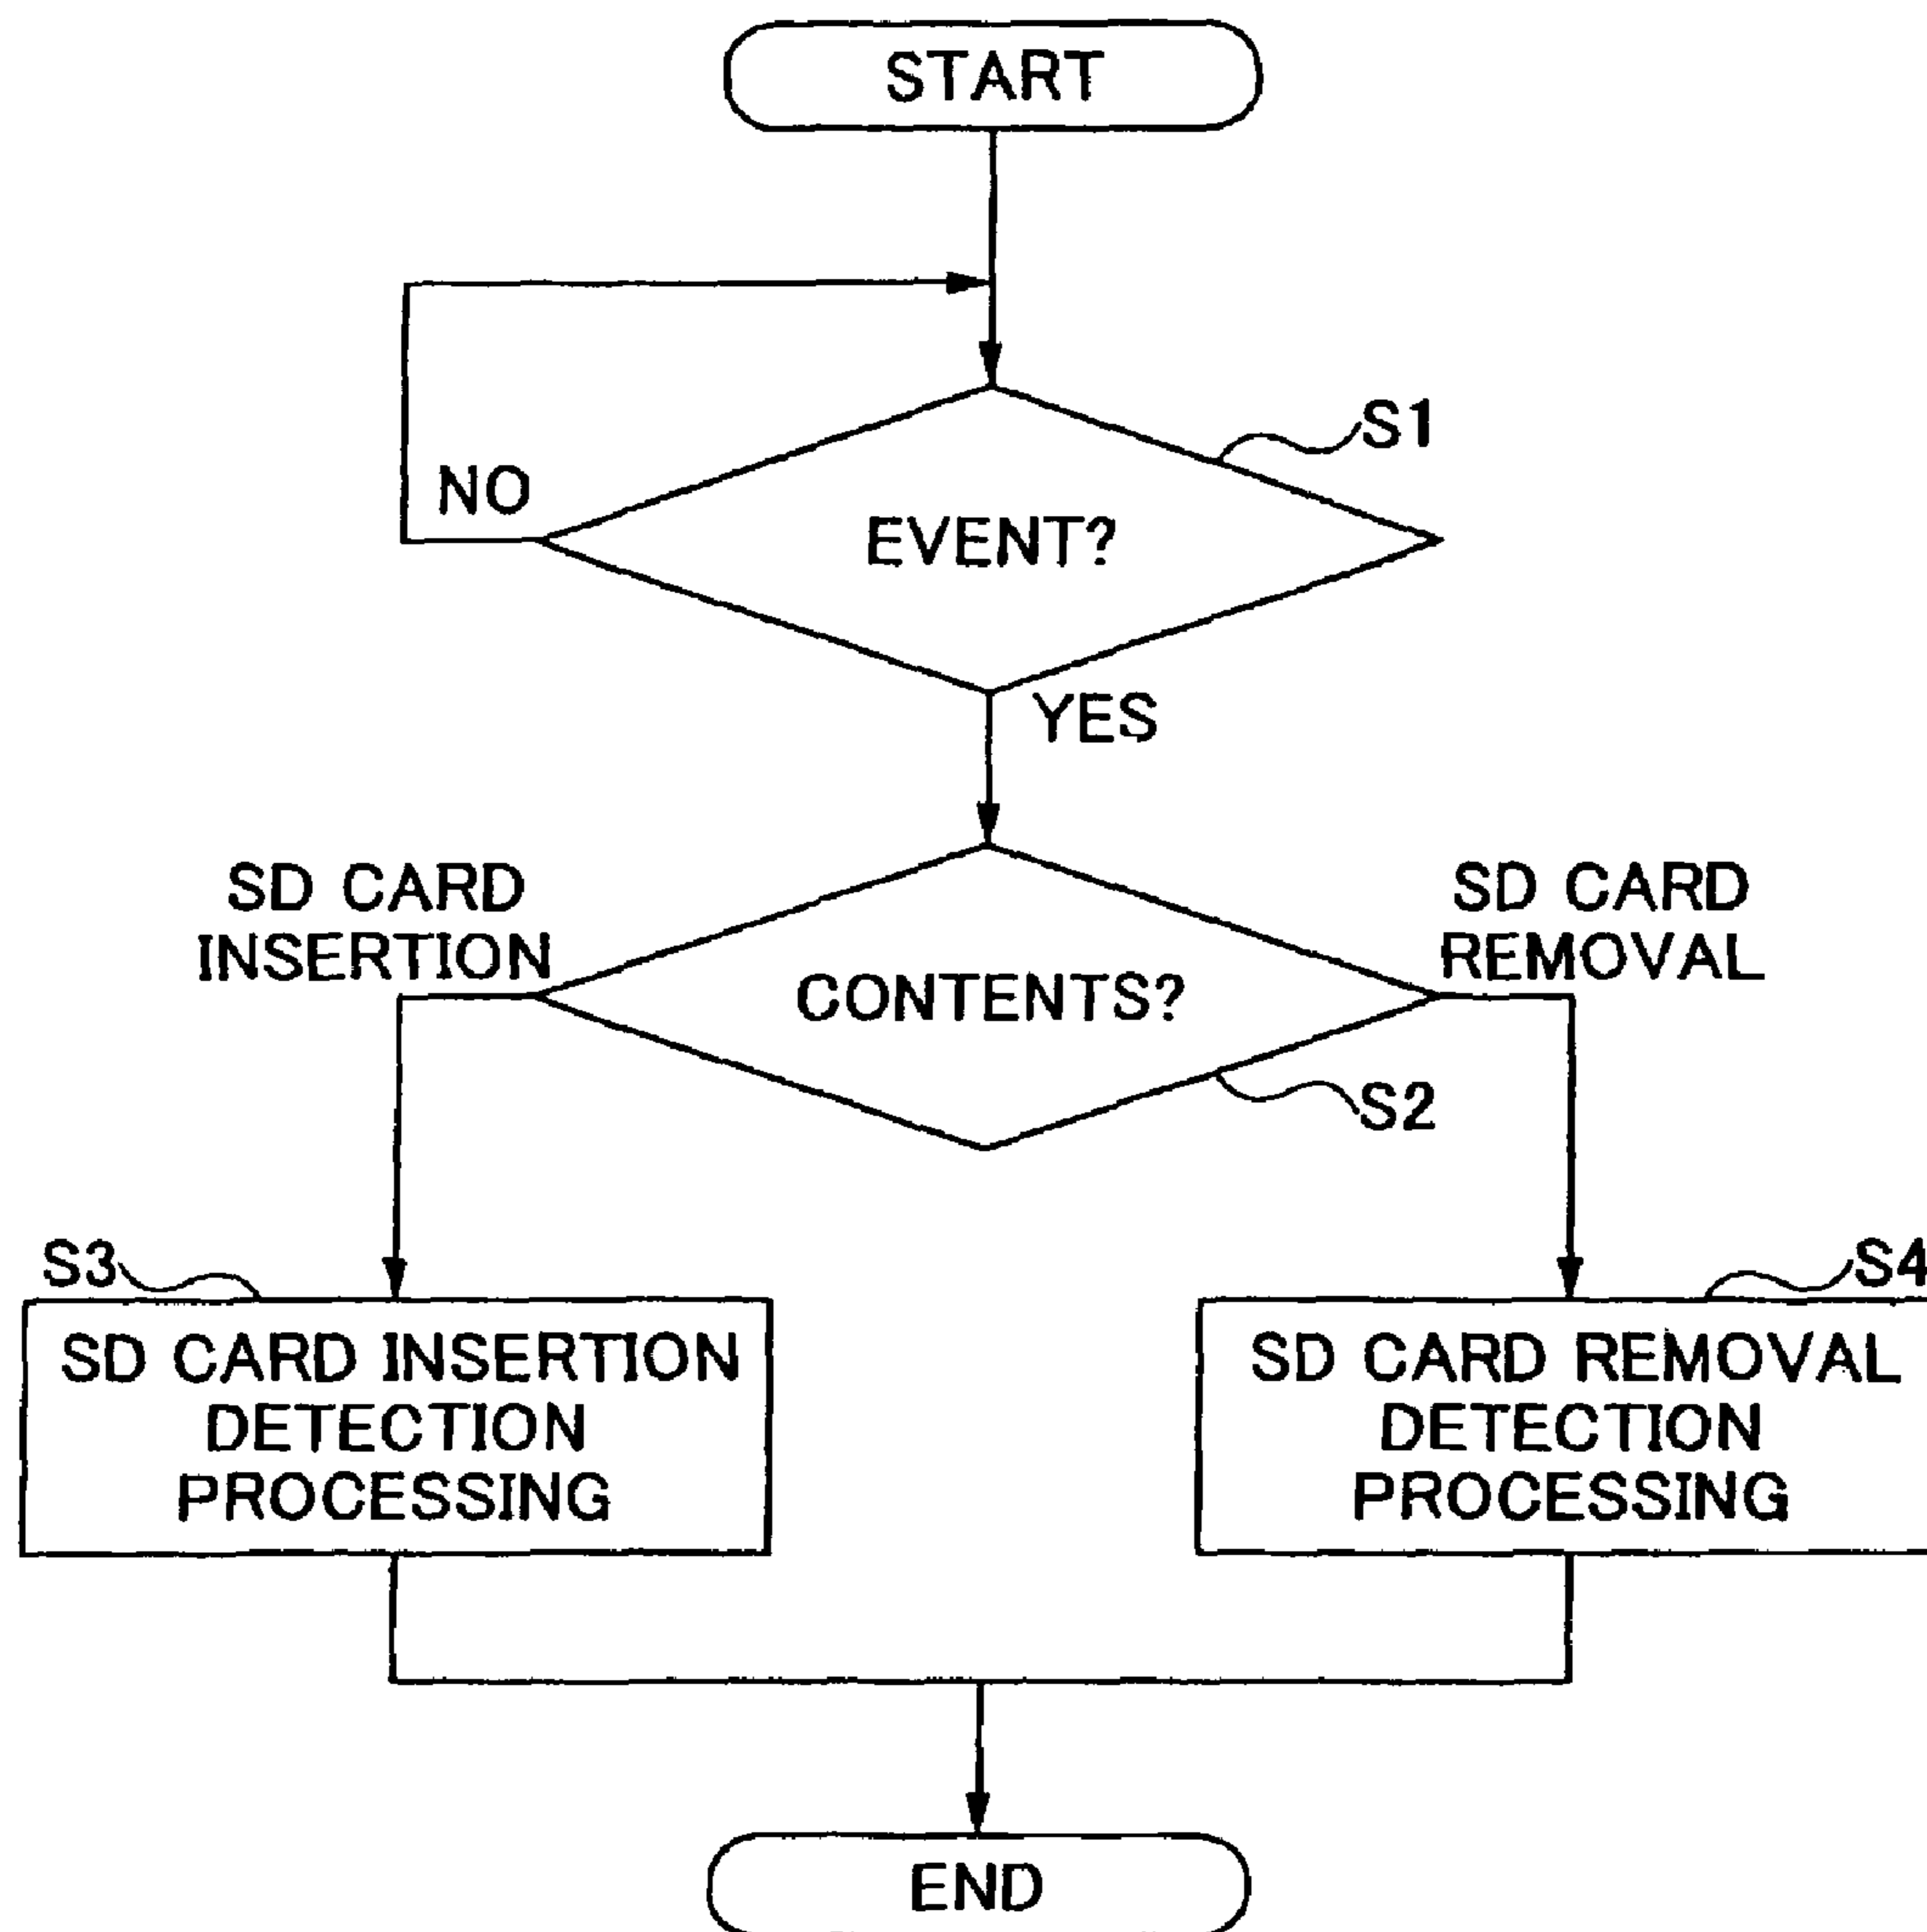 START
S1
NO
EVENT?
YES
SD CARD
INSERTION
SD CARD
REMOVAL
CONTENTS?
S2
S3
S4
SD CARD INSERTION
DETECTION
PROCESSING
SD CARD REMOVAL
DETECTION
PROCESSING
END